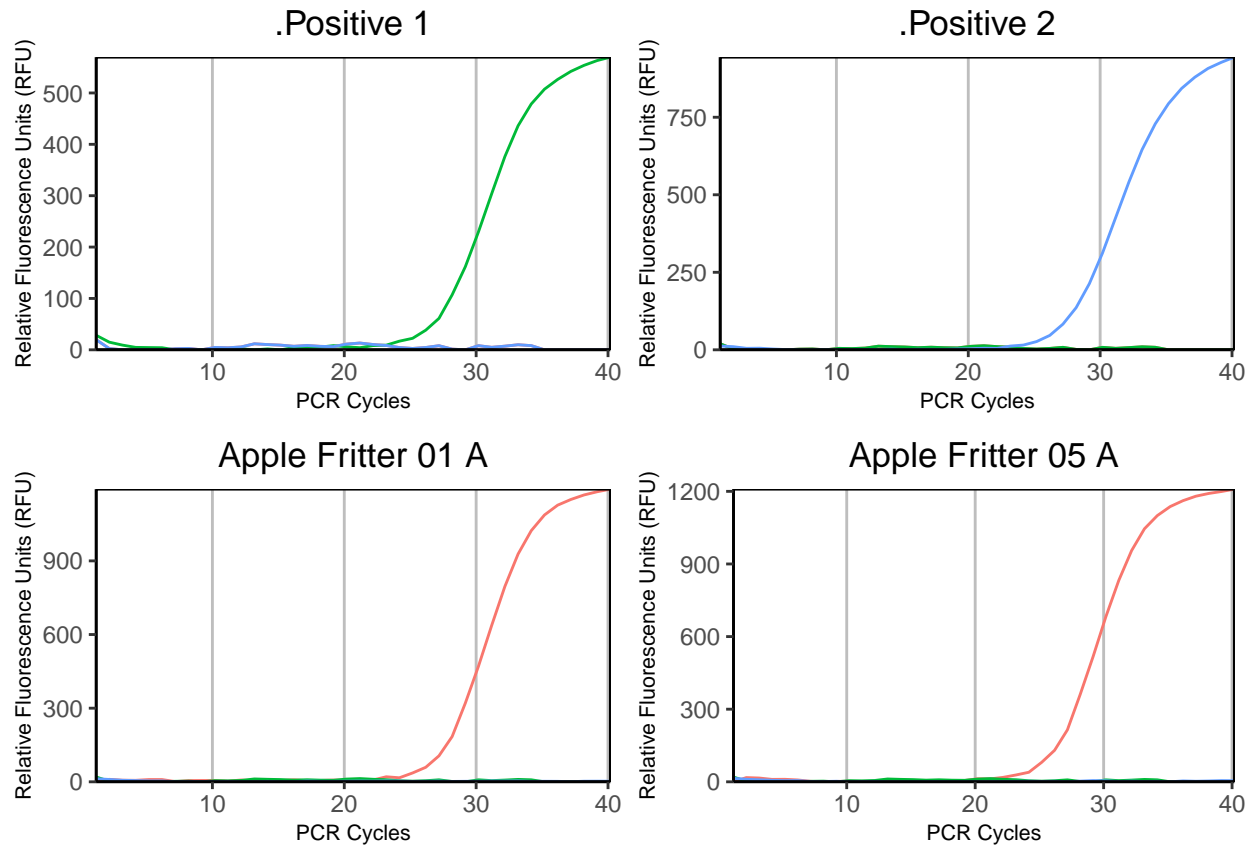 .Positive 1
Relative Fluorescence Units (RFU)
500
400
300
200
100
0
10 20 30 40
PCR Cycles
.Positive 2
Relative Fluorescence Units (RFU)
750
500
250
0
10 20 30 40
PCR Cycles
Apple Fritter 01 A
Relative Fluorescence Units (RFU)
900
600
300
0
10 20 30 40
PCR Cycles
Apple Fritter 05 A
Relative Fluorescence Units (RFU)
1200
900
600
300
0
10 20 30 40
PCR Cycles